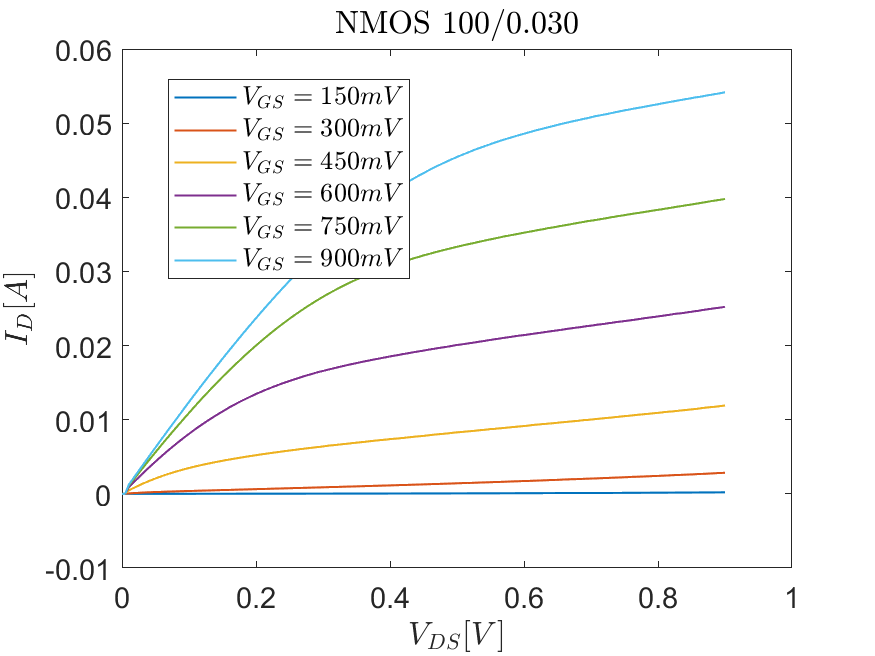 NMOS 100/0.030
0.06
0.05
0.04
0.03
0.02
0.01
0
-0.01
I_D[A]
V_GS = 150mV
V_GS = 300mV
V_GS = 450mV
V_GS = 600mV
V_GS = 750mV
V_GS = 900mV
0 0.2 0.4 0.6 0.8 1
V_DS[V]